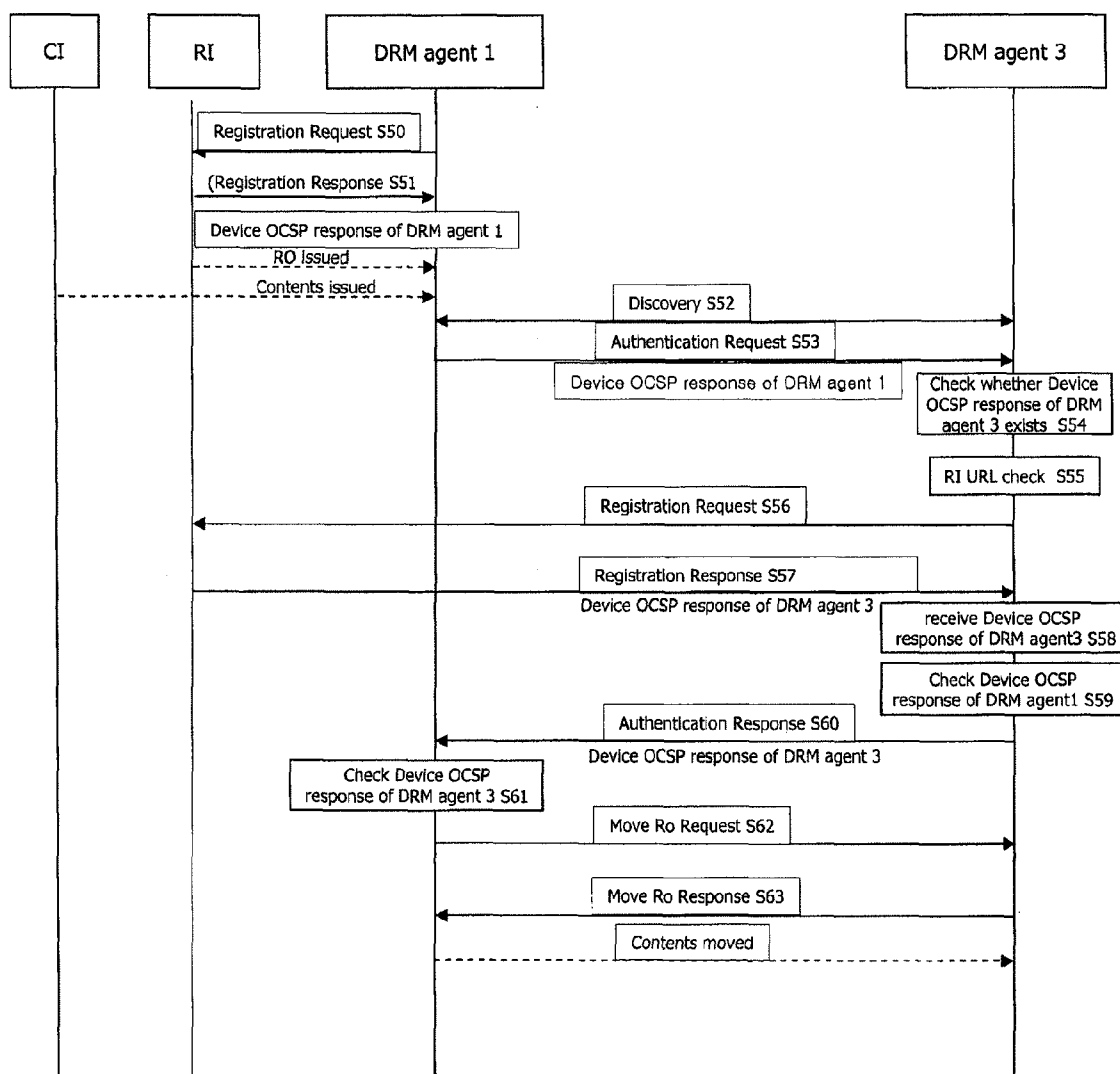 CI
RI
DRM agent 1
DRM agent 3
Registration Request S50
(Registration Response S51
Device OCSP response of DRM agent 1
RO issued
Contents issued
Discovery S52
Authentication Request S53
Device OCSP response of DRM agent 1
Check whether Device
OCSP response of DRM
agent 3 exists S54
RI URL check S55
Registration Request S56
Registration Response S57
Device OCSP response of DRM agent 3
receive Device OCSP
response of DRM agent3 S58
Check Device OCSP
response of DRM agent1 S59
Authentication Response S60
Device OCSP response of DRM agent 3
Check Device OCSP
response of DRM agent 3 S61
Move Ro Request S62
Move Ro Response S63
Contents moved